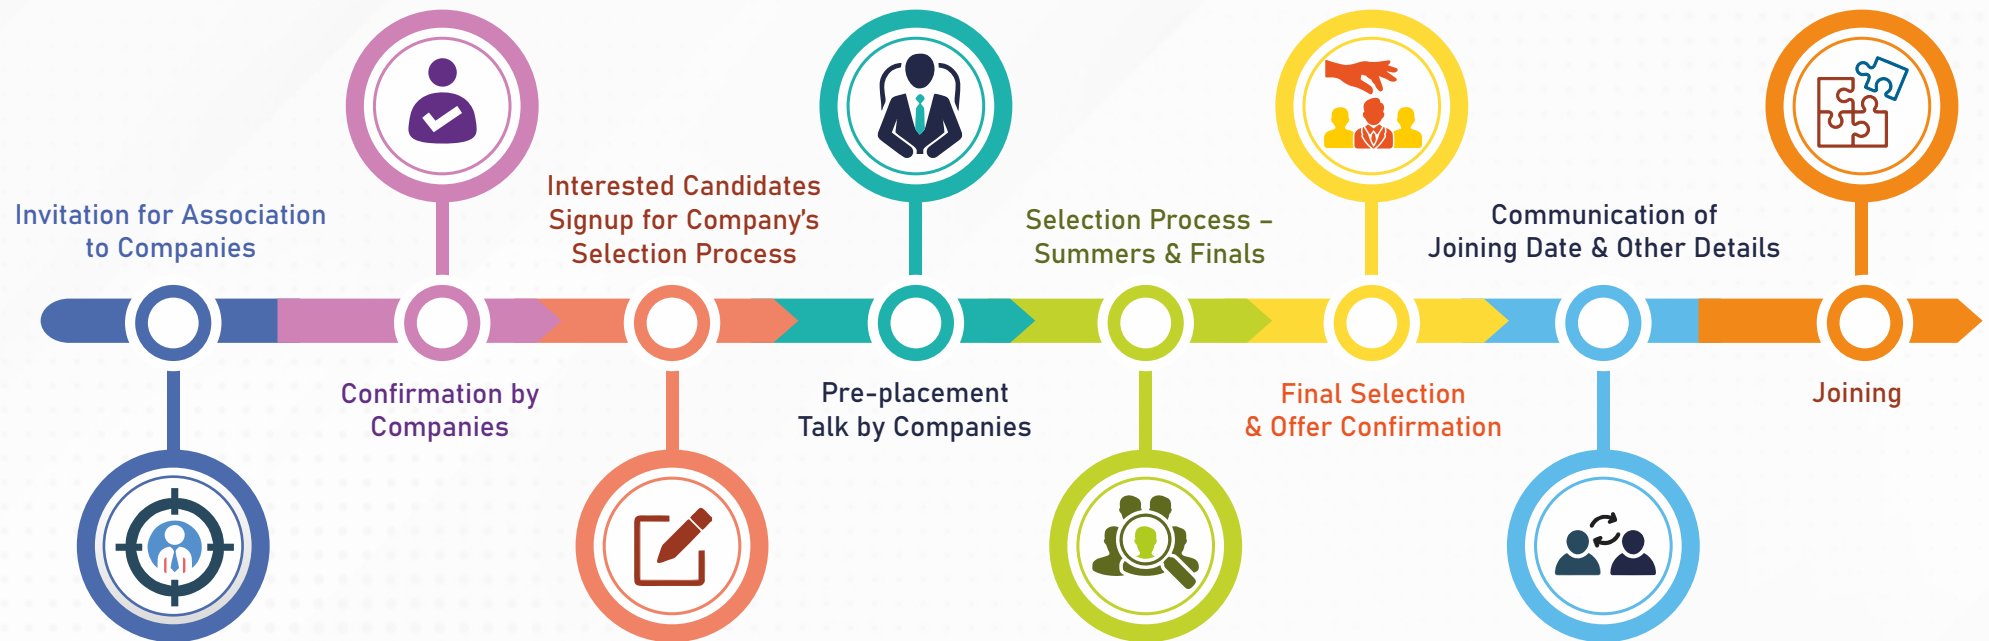 Invitation for Association
to Companies
Confirmation by
Companies
Interested Candidates
Signup for Company's
Selection Process
Pre-placement
Talk by Companies
Selection Process –
Summers & Finals
Final Selection
& Offer Confirmation
Communication of
Joining Date & Other Details
Joining